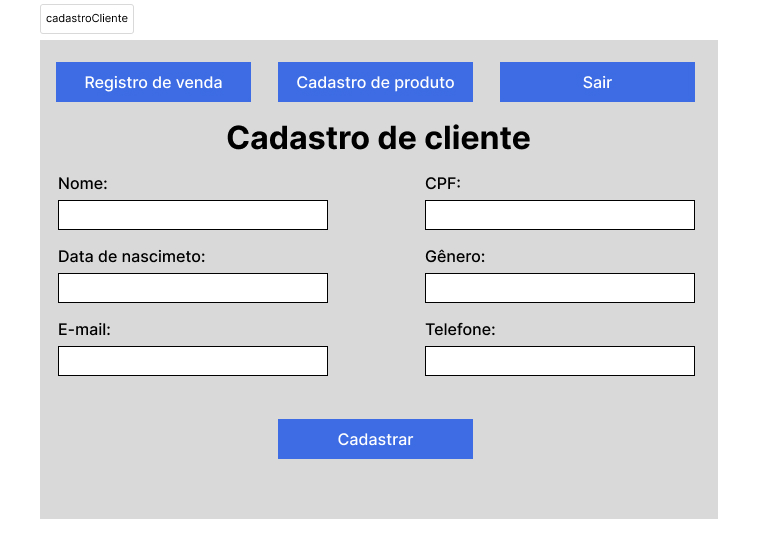 cadastroCliente
Registro de venda
Cadastro de produto
Sair
Cadastro de cliente
Nome:
CPF:
Data de nascimeto:
Gênero:
E-mail:
Telefone:
Cadastrar